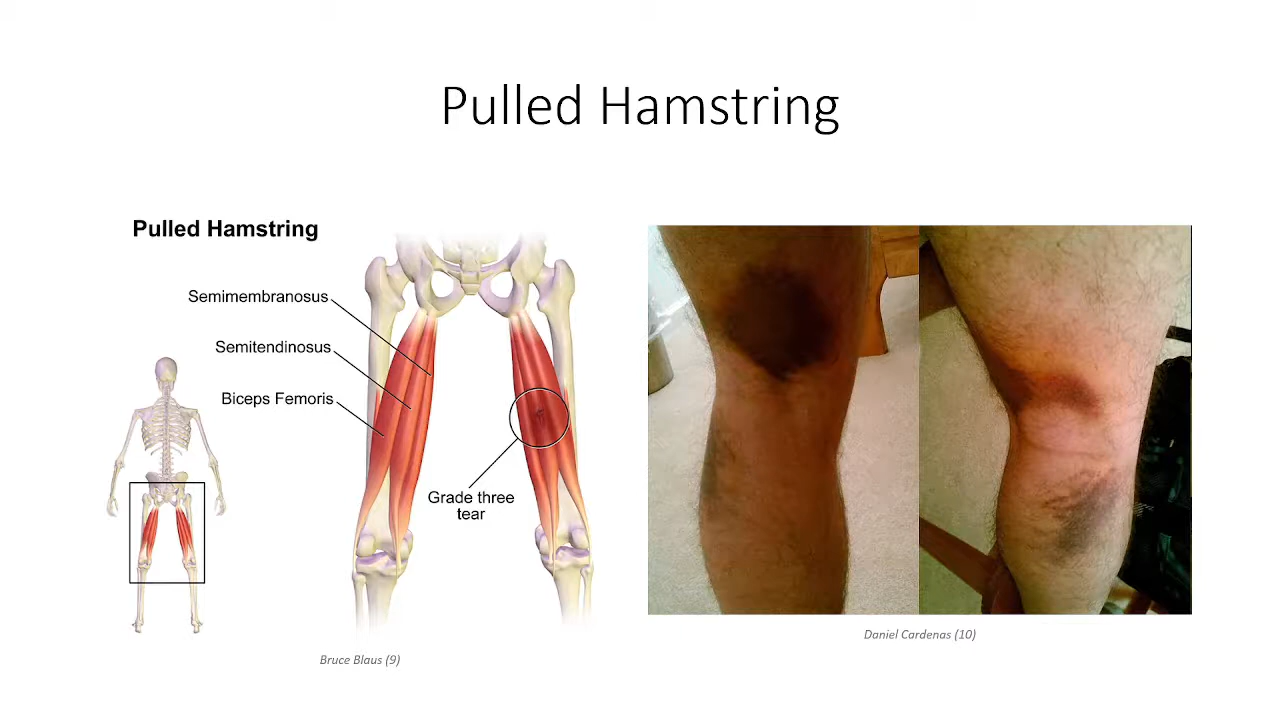 Pulled Hamstring
Pulled Hamstring
Semimembranosus
Semitendinosus
Biceps Femoris
Grade three
tear
Daniel Cardenas (10)
Bruce Blaus (9)